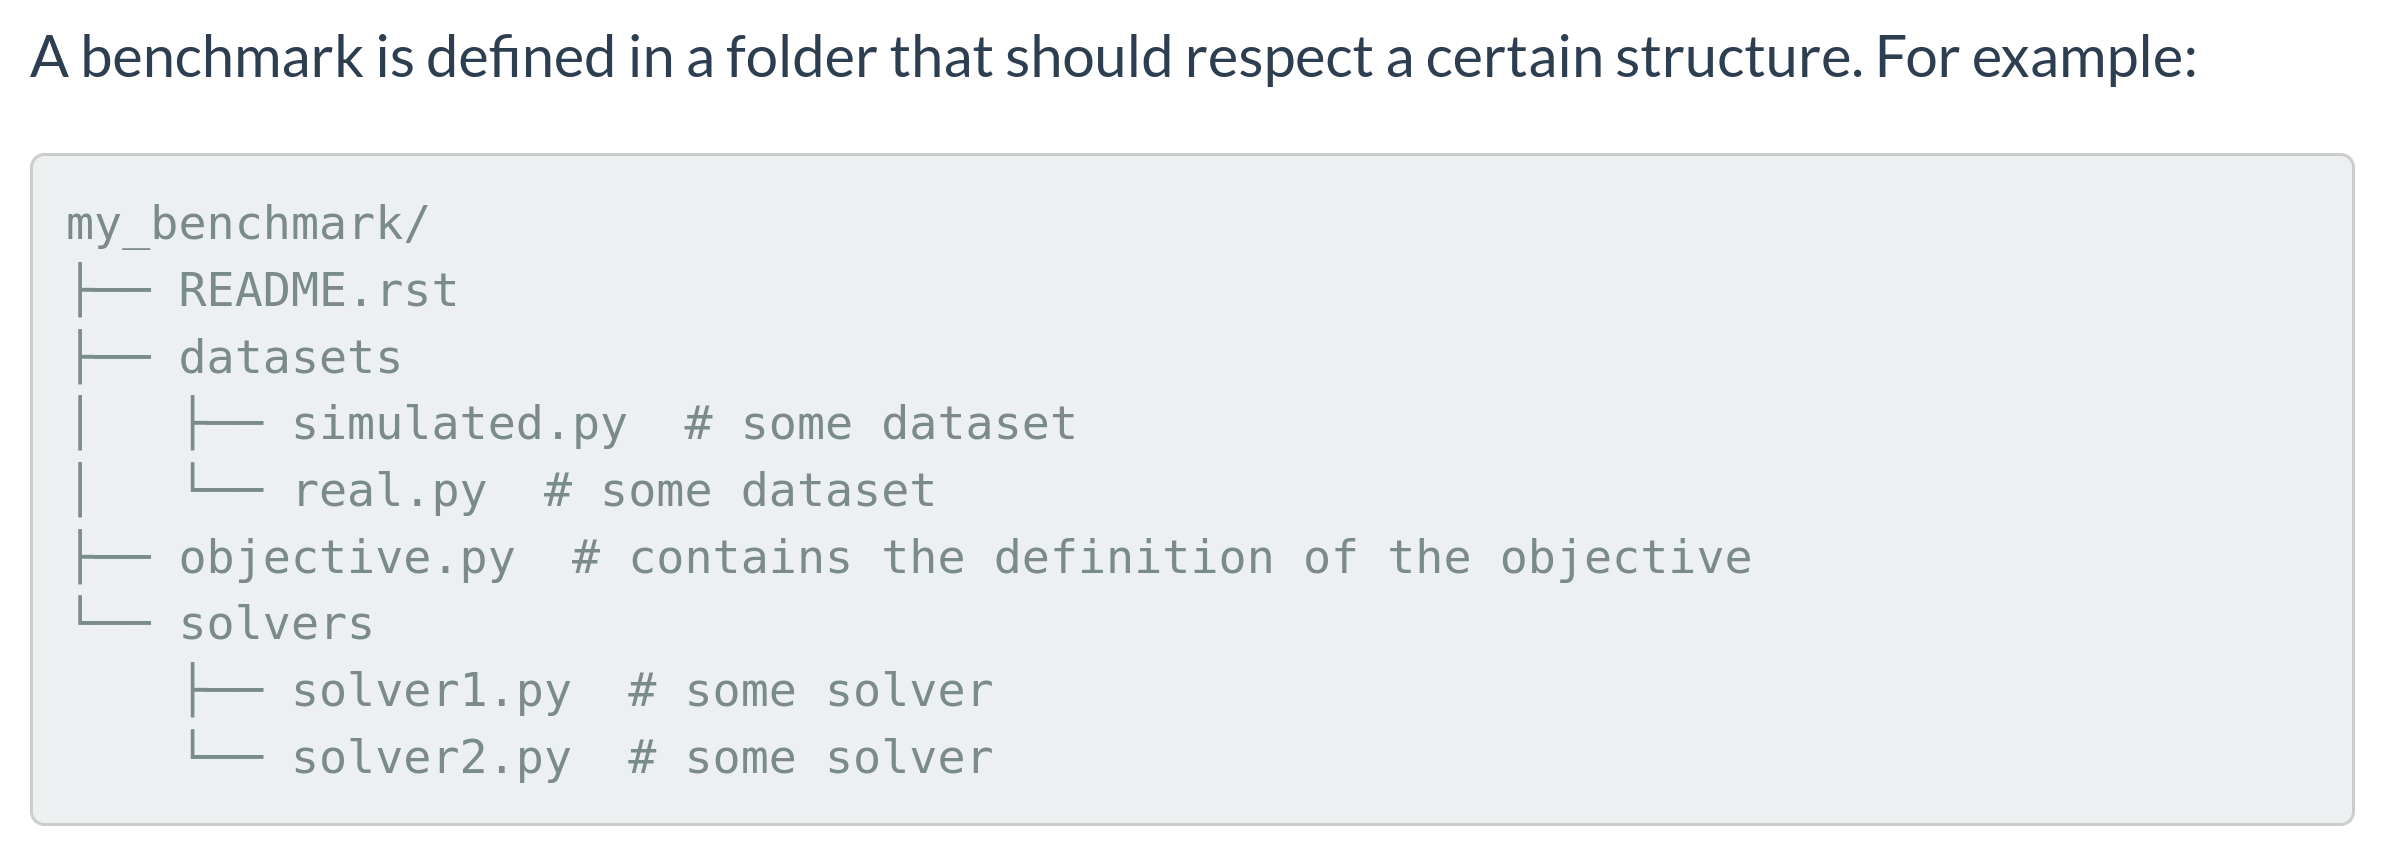 A benchmark is defined in a folder that should respect a certain structure. For example:
my_benchmark/
├── README.rst
├── datasets
│   ├── simulated.py  # some dataset
│   └── real.py  # some dataset
├── objective.py  # contains the definition of the objective
└── solvers
    ├── solver1.py  # some solver
    └── solver2.py  # some solver